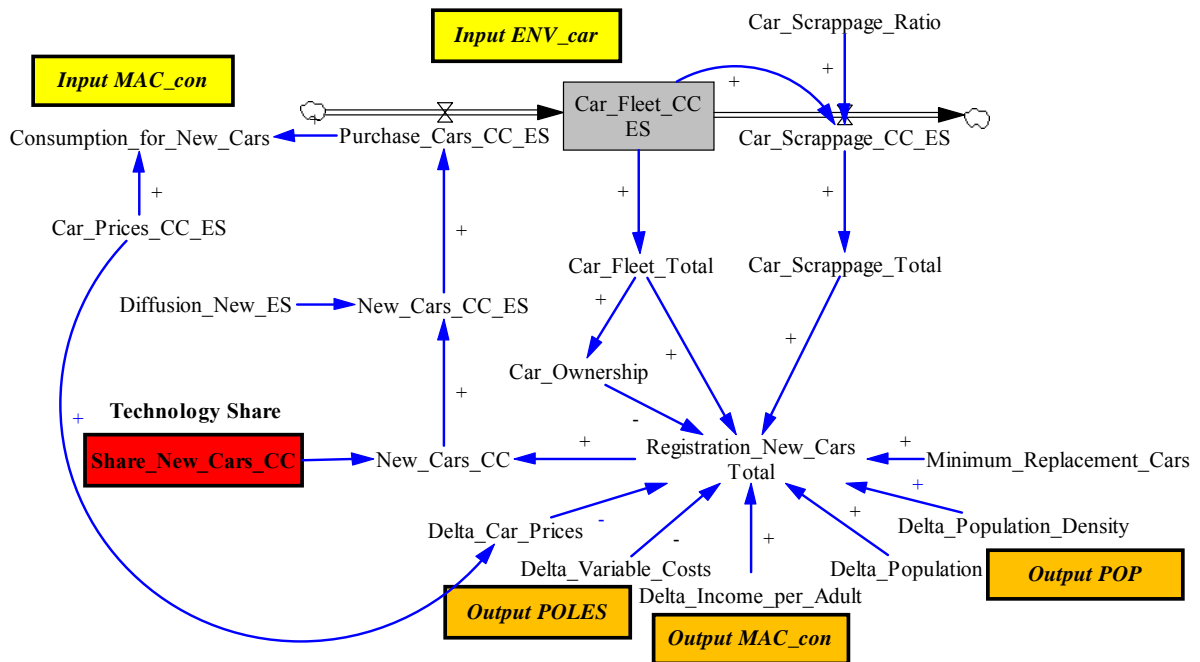 Car_Scrappage_Ratio
Input ENV_car
Input MAC_con
+
+
Car_Fleet_CC
ES
+
Consumption_for_New_Cars
Purchase_Cars_CC_ES
Car_Scrappage_CC_ES
+
+
+
Car_Prices_CC_ES
+
Car_Fleet_Total
Car_Scrappage_Total
Diffusion_New_ES
New_Cars_CC_ES
+
+
+
Car_Ownership
+
Technology Share
+
-
Share_New_Cars_CC
New_Cars_CC
+
Registration_New_Cars
Total
+
Minimum_Replacement_Cars
+
Delta_Car_Prices
-
-
+
+
Delta_Population_Density
Delta_Variable_Costs
Delta_Income_per_Adult
Delta_Population
Output POLES
Output MAC_con
Output POP